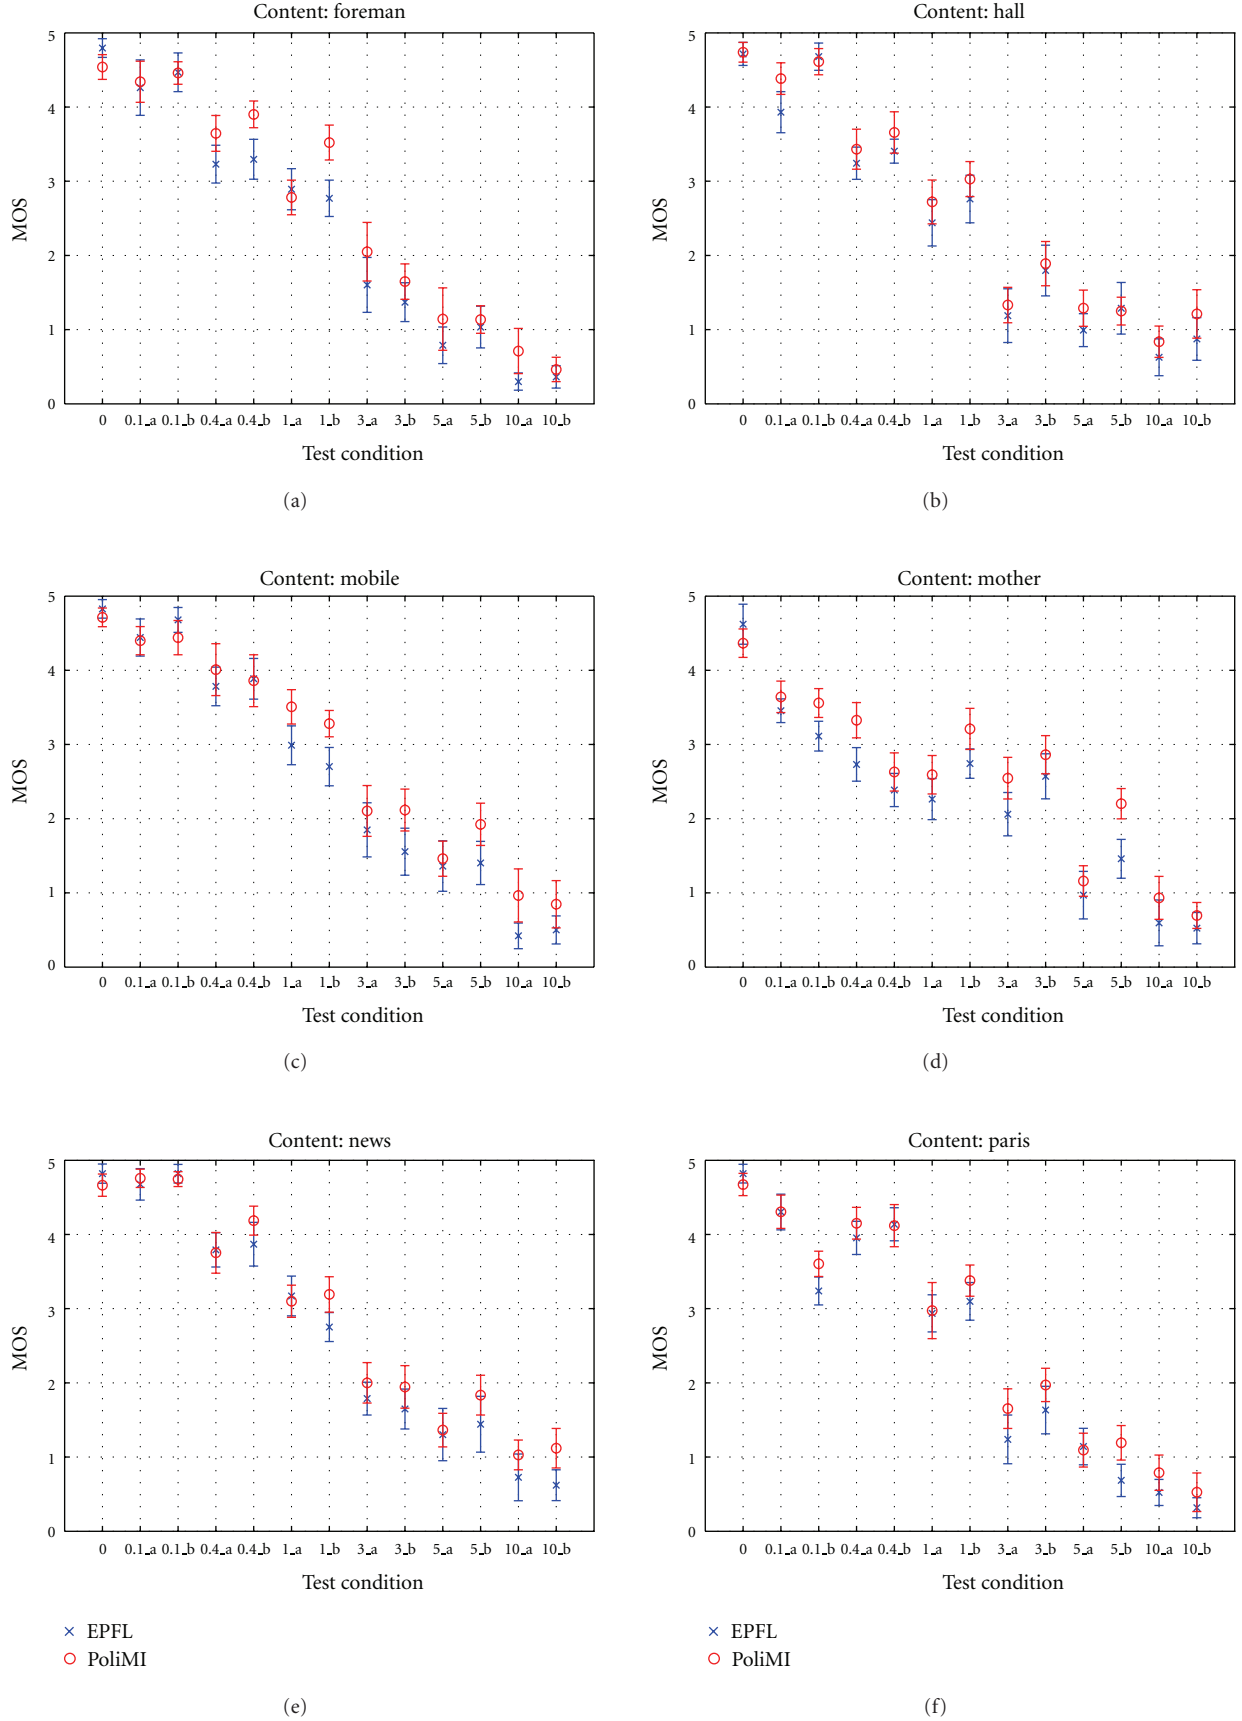 Content: foreman
5
4
3
2
1
0
MOS
0 0.1_a 0.1_b 0.4_a 0.4_b 1_a 1_b 3_a 3_b 5_a 5_b 10_a 10_b
Test condition
(a)
Content: hall
5
4
3
2
1
0
MOS
0 0.1_a 0.1_b 0.4_a 0.4_b 1_a 1_b 3_a 3_b 5_a 5_b 10_a 10_b
Test condition
(b)
Content: mobile
5
4
3
2
1
0
MOS
0 0.1_a 0.1_b 0.4_a 0.4_b 1_a 1_b 3_a 3_b 5_a 5_b 10_a 10_b
Test condition
(c)
Content: mother
5
4
3
2
1
0
MOS
0 0.1_a 0.1_b 0.4_a 0.4_b 1_a 1_b 3_a 3_b 5_a 5_b 10_a 10_b
Test condition
(d)
Content: news
5
4
3
2
1
0
MOS
0 0.1_a 0.1_b 0.4_a 0.4_b 1_a 1_b 3_a 3_b 5_a 5_b 10_a 10_b
Test condition
EPFL
PoliMI
(e)
Content: paris
5
4
3
2
1
0
MOS
0 0.1_a 0.1_b 0.4_a 0.4_b 1_a 1_b 3_a 3_b 5_a 5_b 10_a 10_b
Test condition
EPFL
PoliMI
(f)